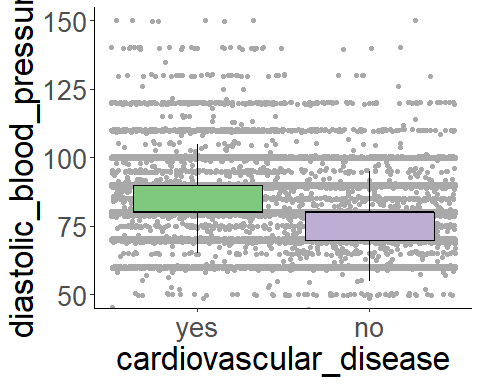 diastolic_blood_pressur
150
125
100
75
50
yes no
cardiovascular_disease